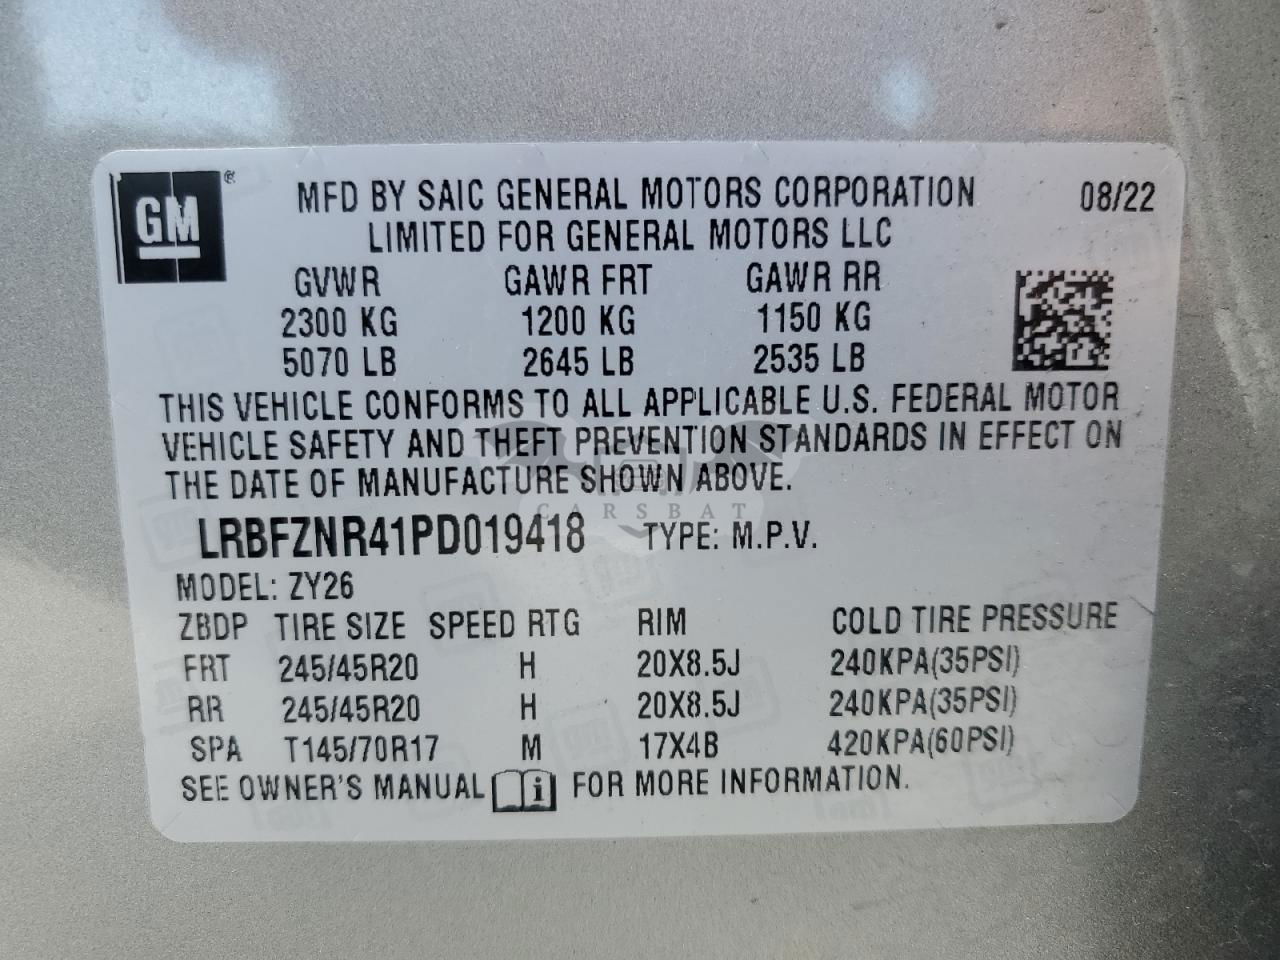 GM ®
MFD BY SAIC GENERAL MOTORS CORPORATION 08/22
LIMITED FOR GENERAL MOTORS LLC
GVWR GAWR FRT GAWR RR
2300 KG 1200 KG 1150 KG
5070 LB 2645 LB 2535 LB
THIS VEHICLE CONFORMS TO ALL APPLICABLE U.S. FEDERAL MOTOR
VEHICLE SAFETY AND THEFT PREVENTION STANDARDS IN EFFECT ON
THE DATE OF MANUFACTURE SHOWN ABOVE.
CARSBAT
LRBFZNR41PD019418 TYPE: M.P.V.
MODEL: ZY26
ZBDP TIRE SIZE SPEED RTG RIM COLD TIRE PRESSURE
FRT 245/45R20 H 20X8.5J 240KPA(35PSI)
RR 245/45R20 H 20X8.5J 240KPA(35PSI)
SPA T145/70R17 M 17X4B 420KPA(60PSI)
SEE OWNER'S MANUAL i FOR MORE INFORMATION.